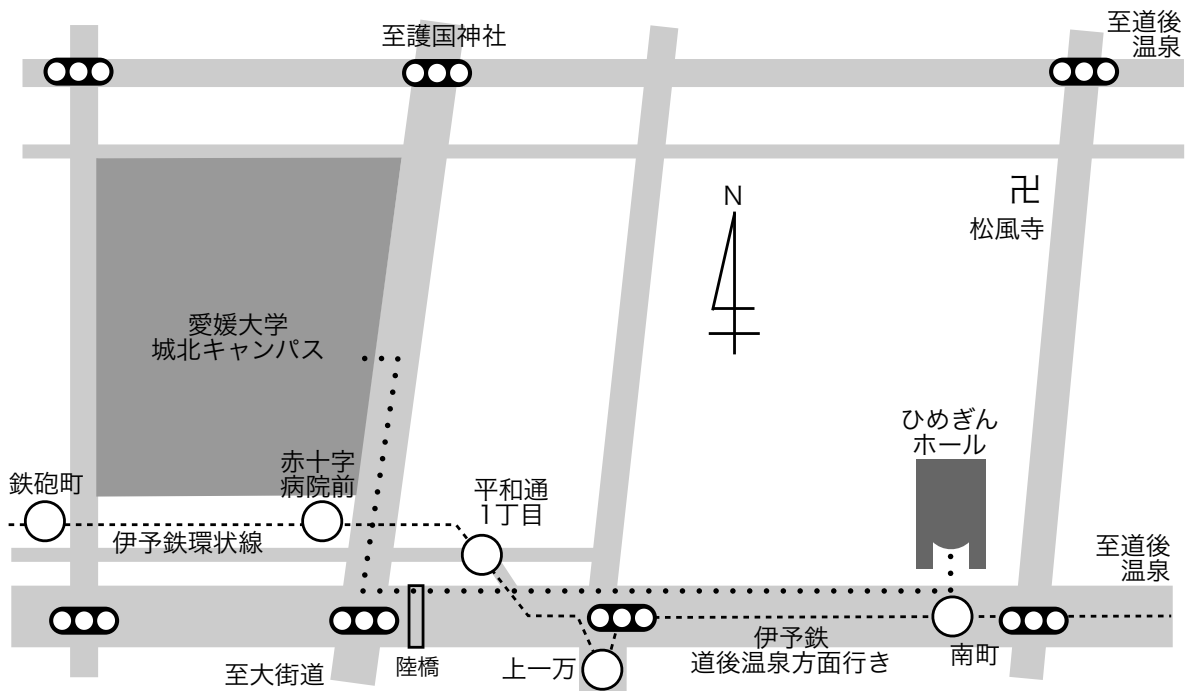 至護国神社
至道後
温泉
N
卍
松風寺
愛媛大学
城北キャンパス
ひめぎん
ホール
鉄砲町
赤十字
病院前
平和通
1丁目
伊予鉄環状線
至道後
温泉
至大街道
陸橋
上一万
伊予鉄
道後温泉方面行き
南町